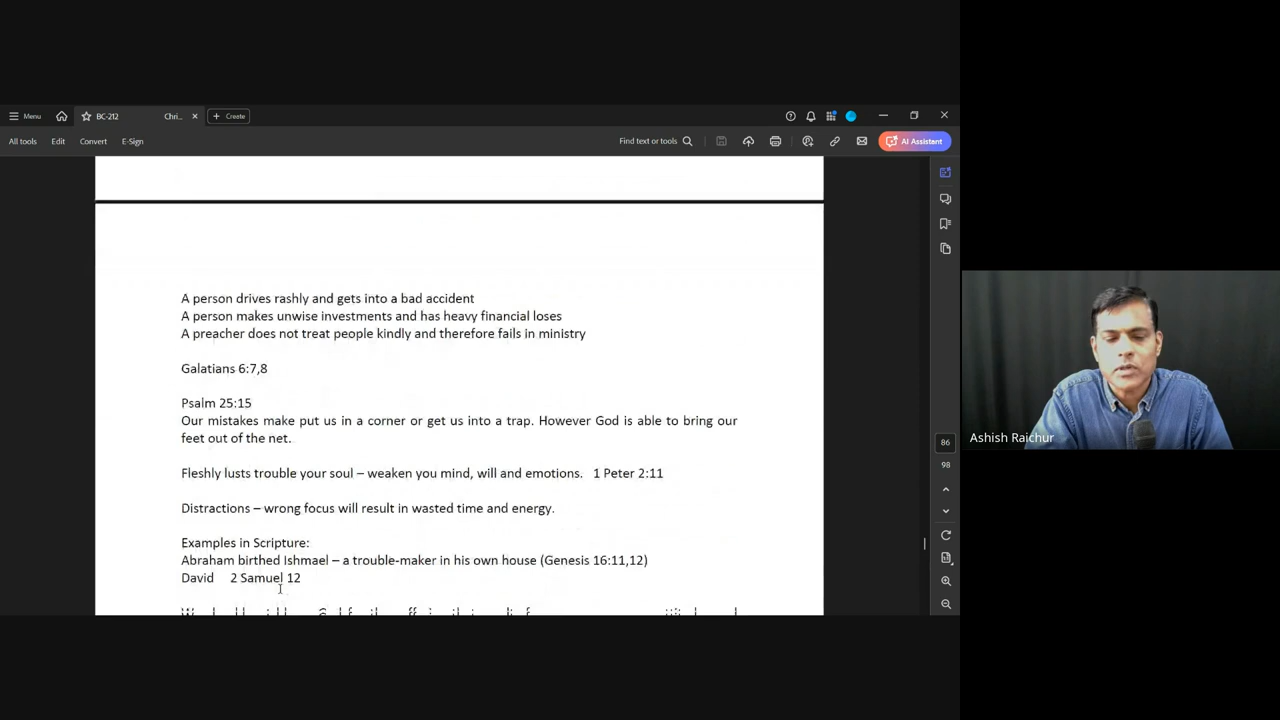 Menu
BC-212 Chri...
Create
All tools
Edit
Convert
E-Sign
Find text or tools
AI Assistant
A person drives rashly and gets into a bad accident
A person makes unwise investments and has heavy financial loses
A preacher does not treat people kindly and therefore fails in ministry
Galatians 6:7,8
Psalm 25:15
Our mistakes make put us in a corner or get us into a trap. However God is able to bring our
feet out of the net.
Fleshly lusts trouble your soul – weaken you mind, will and emotions. 1 Peter 2:11
Distractions – wrong focus will result in wasted time and energy.
Examples in Scripture:
Abraham birthed Ishmael – a trouble-maker in his own house (Genesis 16:11,12)
David 2 Samuel 12
86
98
Ashish Raichur